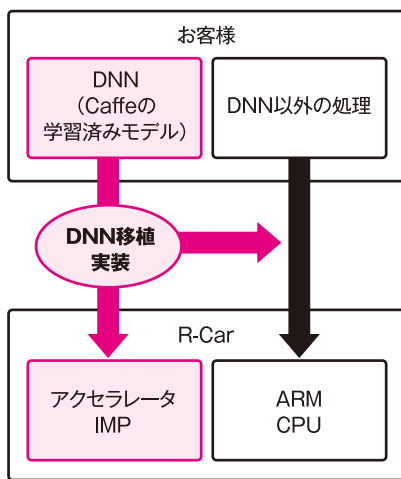 お客様
DNN
（Caffeの
学習済みモデル）
DNN以外の処理
DNN移植
実装
R-Car
アクセラレータ
IMP
ARM
CPU